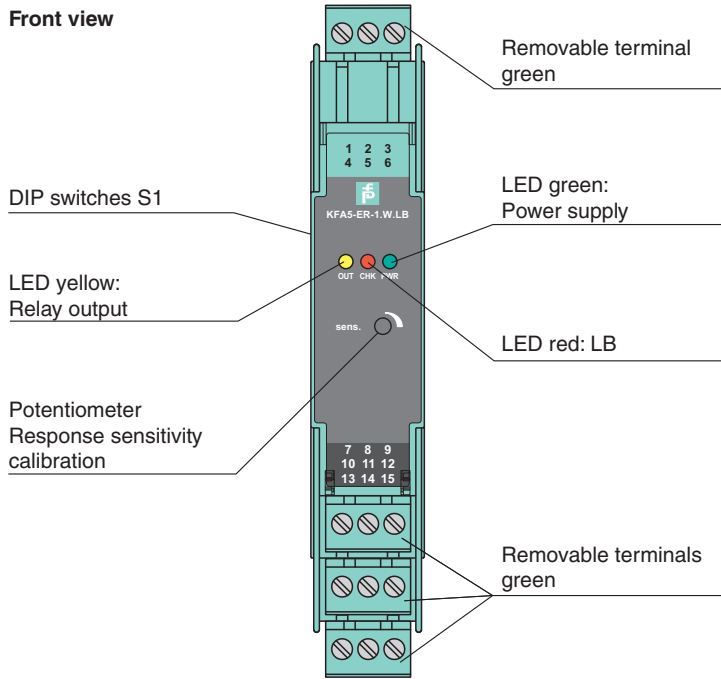 Front view
Removable terminal
green
1 2 3
4 5 6
DIP switches S1
LED green:
Power supply
KFA5-ER-1.W.LB
LED yellow:
Relay output
OUT CHK PWR
sens.
LED red: LB
Potentiometer
Response sensitivity
calibration
7 8 9
10 11 12
13 14 15
Removable terminals
green